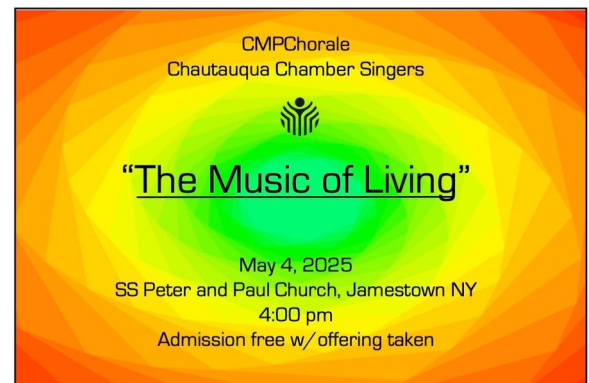 CMPChorale
Chautauqua Chamber Singers
“The Music of Living”
May 4, 2025
SS Peter and Paul Church, Jamestown NY
4:00 pm
Admission free w/offering taken